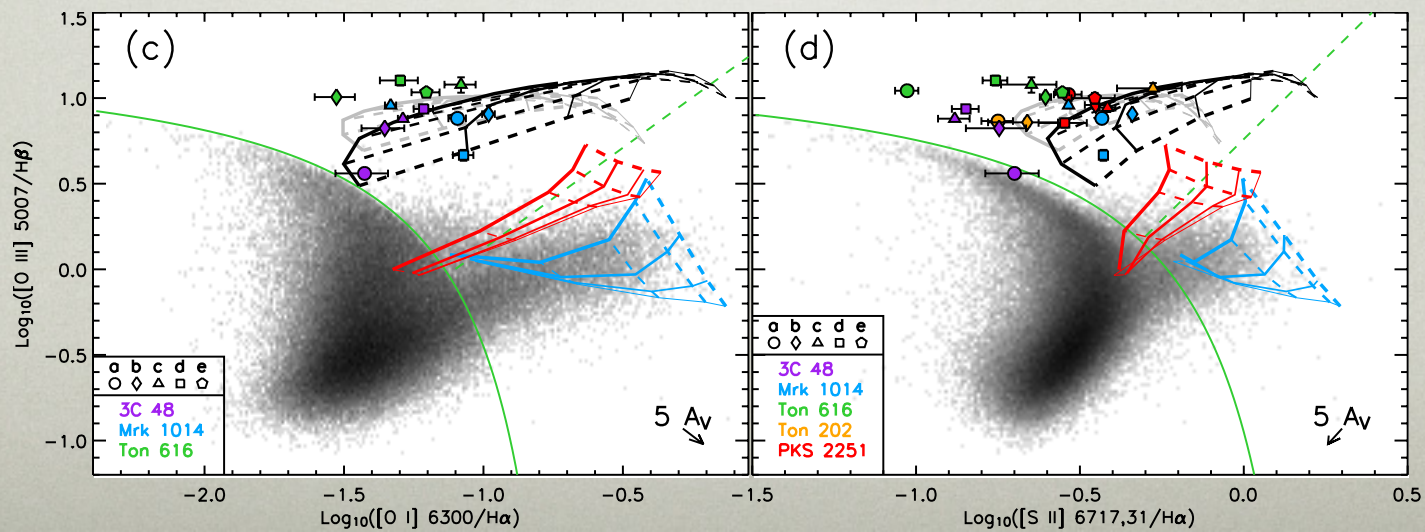 (c)
(d)
1.5
1.0
0.5
0.0
−0.5
−1.0
Log10([O III] 5007/Hβ)
a b c d e
3C 48
Mrk 1014
Ton 616
5 Av
a b c d e
3C 48
Mrk 1014
Ton 616
Ton 202
PKS 2251
5 Av
−2.0 −1.5 −1.0 −0.5
−1.5 −1.0 −0.5 0.0 0.5
Log10([O I] 6300/Hα)
Log10([S II] 6717,31/Hα)